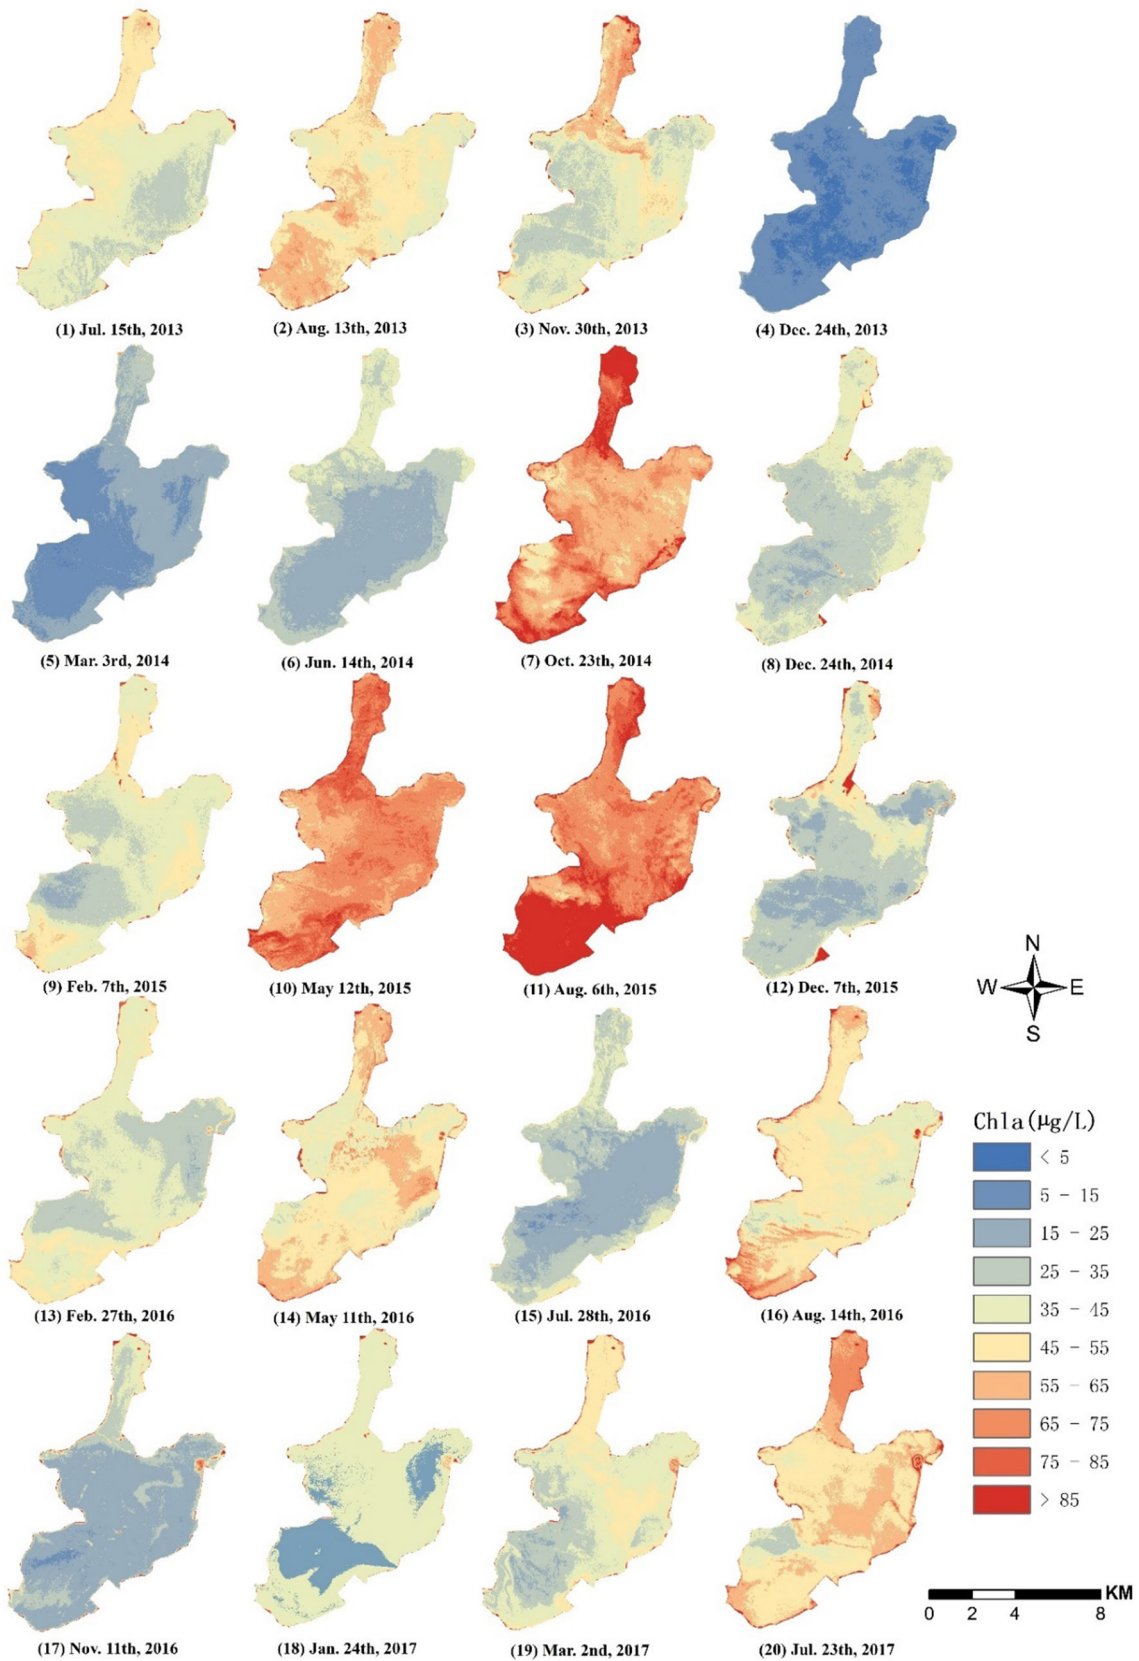 (1) Jul. 15th, 2013
(2) Aug. 13th, 2013
(3) Nov. 30th, 2013
(4) Dec. 24th, 2013
(5) Mar. 3rd, 2014
(6) Jun. 14th, 2014
(7) Oct. 23th, 2014
(8) Dec. 24th, 2014
(9) Feb. 7th, 2015
(10) May 12th, 2015
(11) Aug. 6th, 2015
(12) Dec. 7th, 2015
N
W E
S
(13) Feb. 27th, 2016
(14) May 11th, 2016
(15) Jul. 28th, 2016
(16) Aug. 14th, 2016
Chla(μg/L)
< 5
5 - 15
15 - 25
25 - 35
35 - 45
45 - 55
55 - 65
65 - 75
75 - 85
> 85
(17) Nov. 11th, 2016
(18) Jan. 24th, 2017
(19) Mar. 2nd, 2017
(20) Jul. 23th, 2017
KM
0 2 4 8